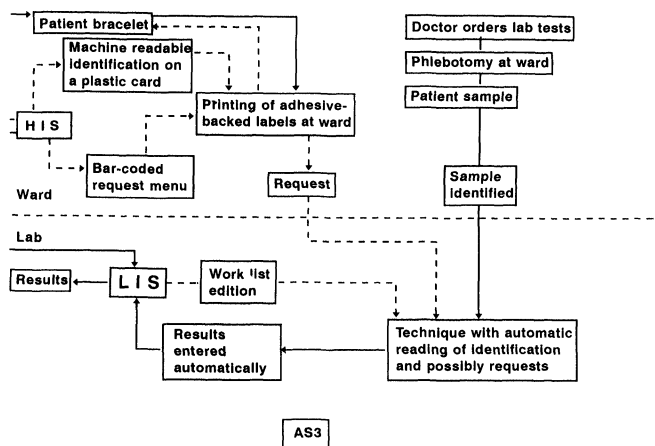 Patient bracelet
Machine readable
identification on
a plastic card
HIS
Printing of adhesive-
backed labels at ward
Bar-coded
request menu
Request
Ward
Doctor orders lab tests
Phlebotomy at ward
Patient sample
Sample
identified
Lab
Results
LIS
Work list
edition
Results
entered
automatically
Technique with automatic
reading of identification
and possibly requests
AS3